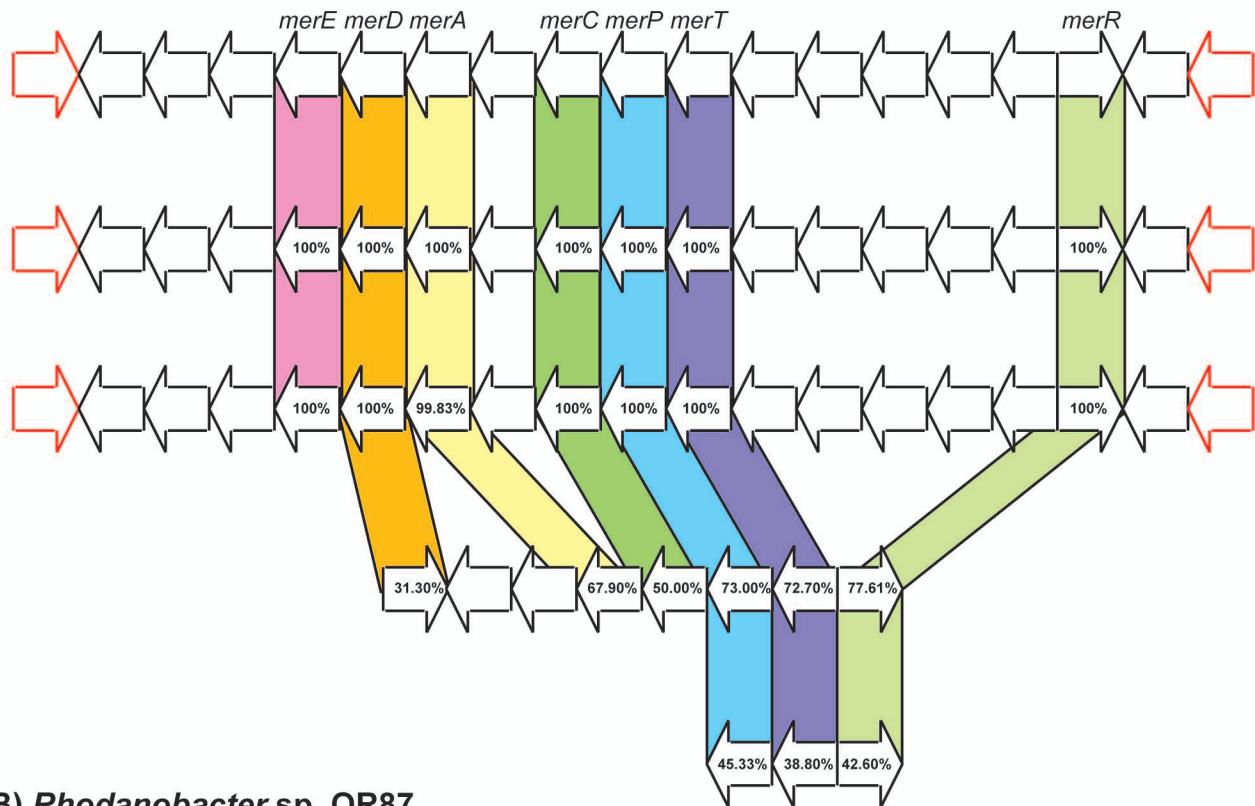 merE merD merA merC merP merT merR
100% 100% 100% 100% 100% 100% 100%
100% 100% 99.83% 100% 100% 100% 100%
31.30% 67.90% 50.00% 73.00% 72.70% 77.61%
45.33% 38.80% 42.60%
B) Rhodanobacter sp. OR87